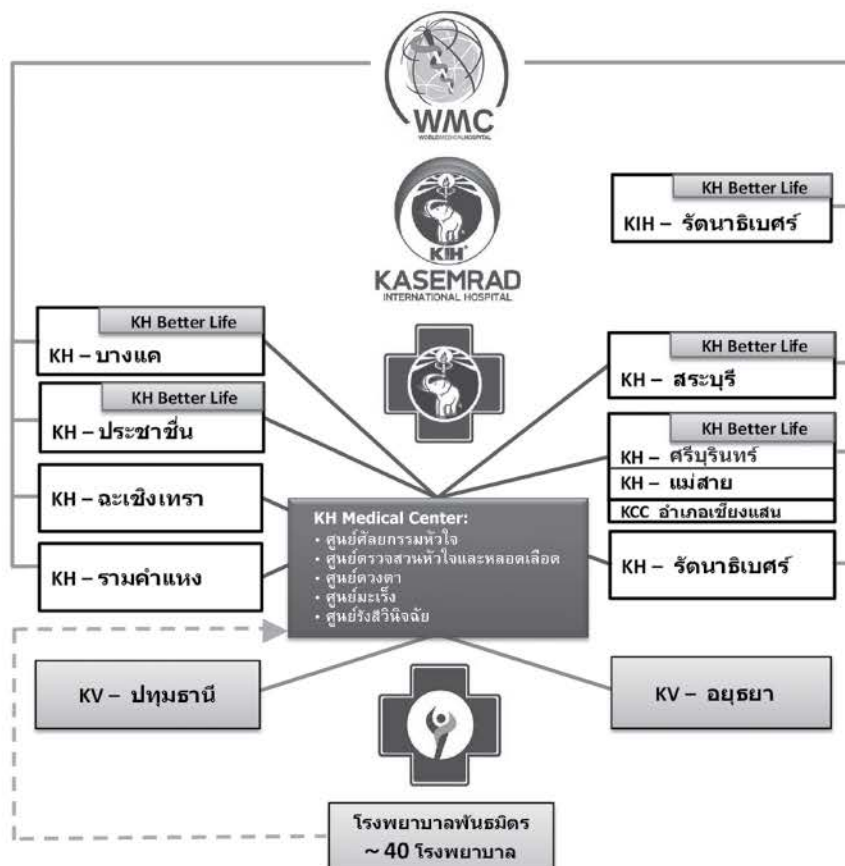 WMC
WORLD MEDICAL HOSPITAL
KIH
KASEMRAD
INTERNATIONAL HOSPITAL
KH Better Life
KIH – รัตนาธิเบศร์
KH Better Life
KH – บางแค
KH Better Life
KH – ประชาชื่น
KH – ฉะเชิงเทรา
KH – รามคำแหง
KH Better Life
KH – สระบุรี
KH Better Life
KH – ศรีบุรินทร์
KH – แม่สาย
KCC อำเภอเชียงแสน
KH – รัตนาธิเบศร์
KH Medical Center:
• ศูนย์ศัลยกรรมหัวใจ
• ศูนย์ตรวจสวนหัวใจและหลอดเลือด
• ศูนย์ดวงตา
• ศูนย์มะเร็ง
• ศูนย์รังสีวินิจฉัย
KV – ปทุมธานี
KV – อยุธยา
โรงพยาบาลพันธมิตร
~ 40 โรงพยาบาล